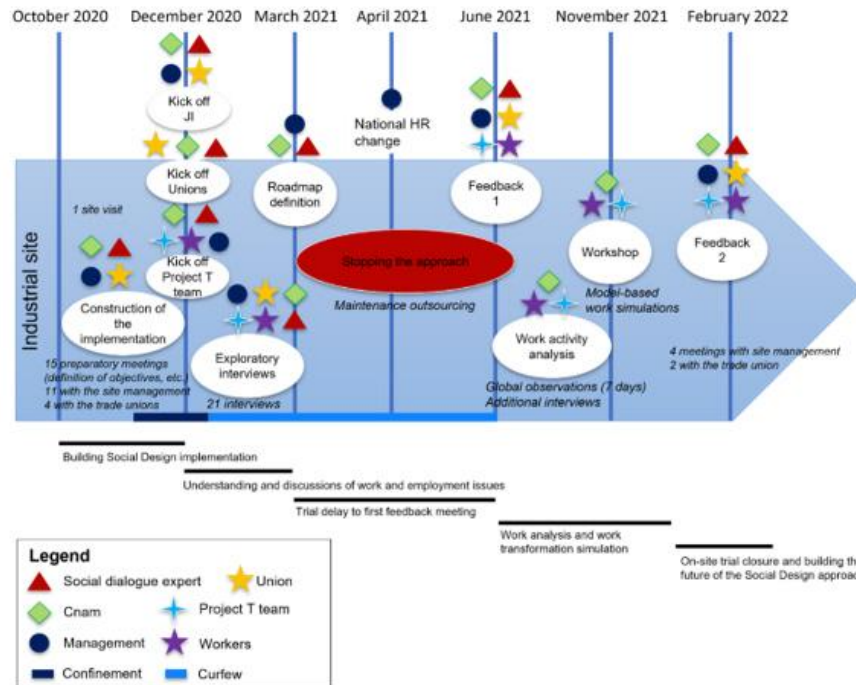 October 2020 December 2020 March 2021 April 2021 June 2021 November 2021 February 2022
Kick off
JI
National HR
change
Kick off
Unions
Roadmap
definition
Feedback
1
1 site visit
Kick off
Project T
team
Stopping the approach
Workshop
Feedback
2
Construction of
the
implementation
Maintenance outsourcing
Model-based
work simulations
Exploratory
interviews
Work activity
analysis
15 preparatory meetings
(definition of objectives, etc.)
11 with the site management
4 with the trade unions
21 interviews
Global observations (7 days)
Additional interviews
4 meetings with site management
2 with the trade union
Industrial site
Building Social Design implementation
Understanding and discussions of work and employment issues
Trial delay to first feedback meeting
Work analysis and work
transformation simulation
On-site trial closure and building th
future of the Social Design approac
Legend
Social dialogue expert Union
Cnam Project T team
Management Workers
Confinement Curfew